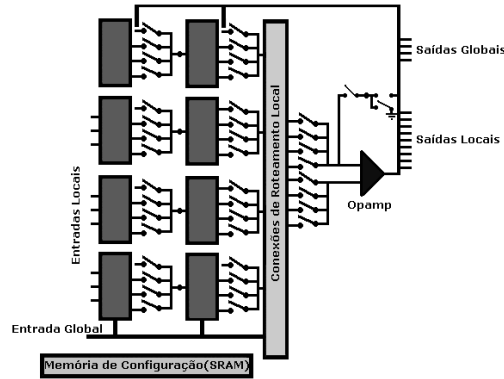 Saídas Globais
Saídas Locais
Opamp
Conexões de Roteamento Local
Entradas Locais
Entrada Global
Memória de Configuração(SRAM)